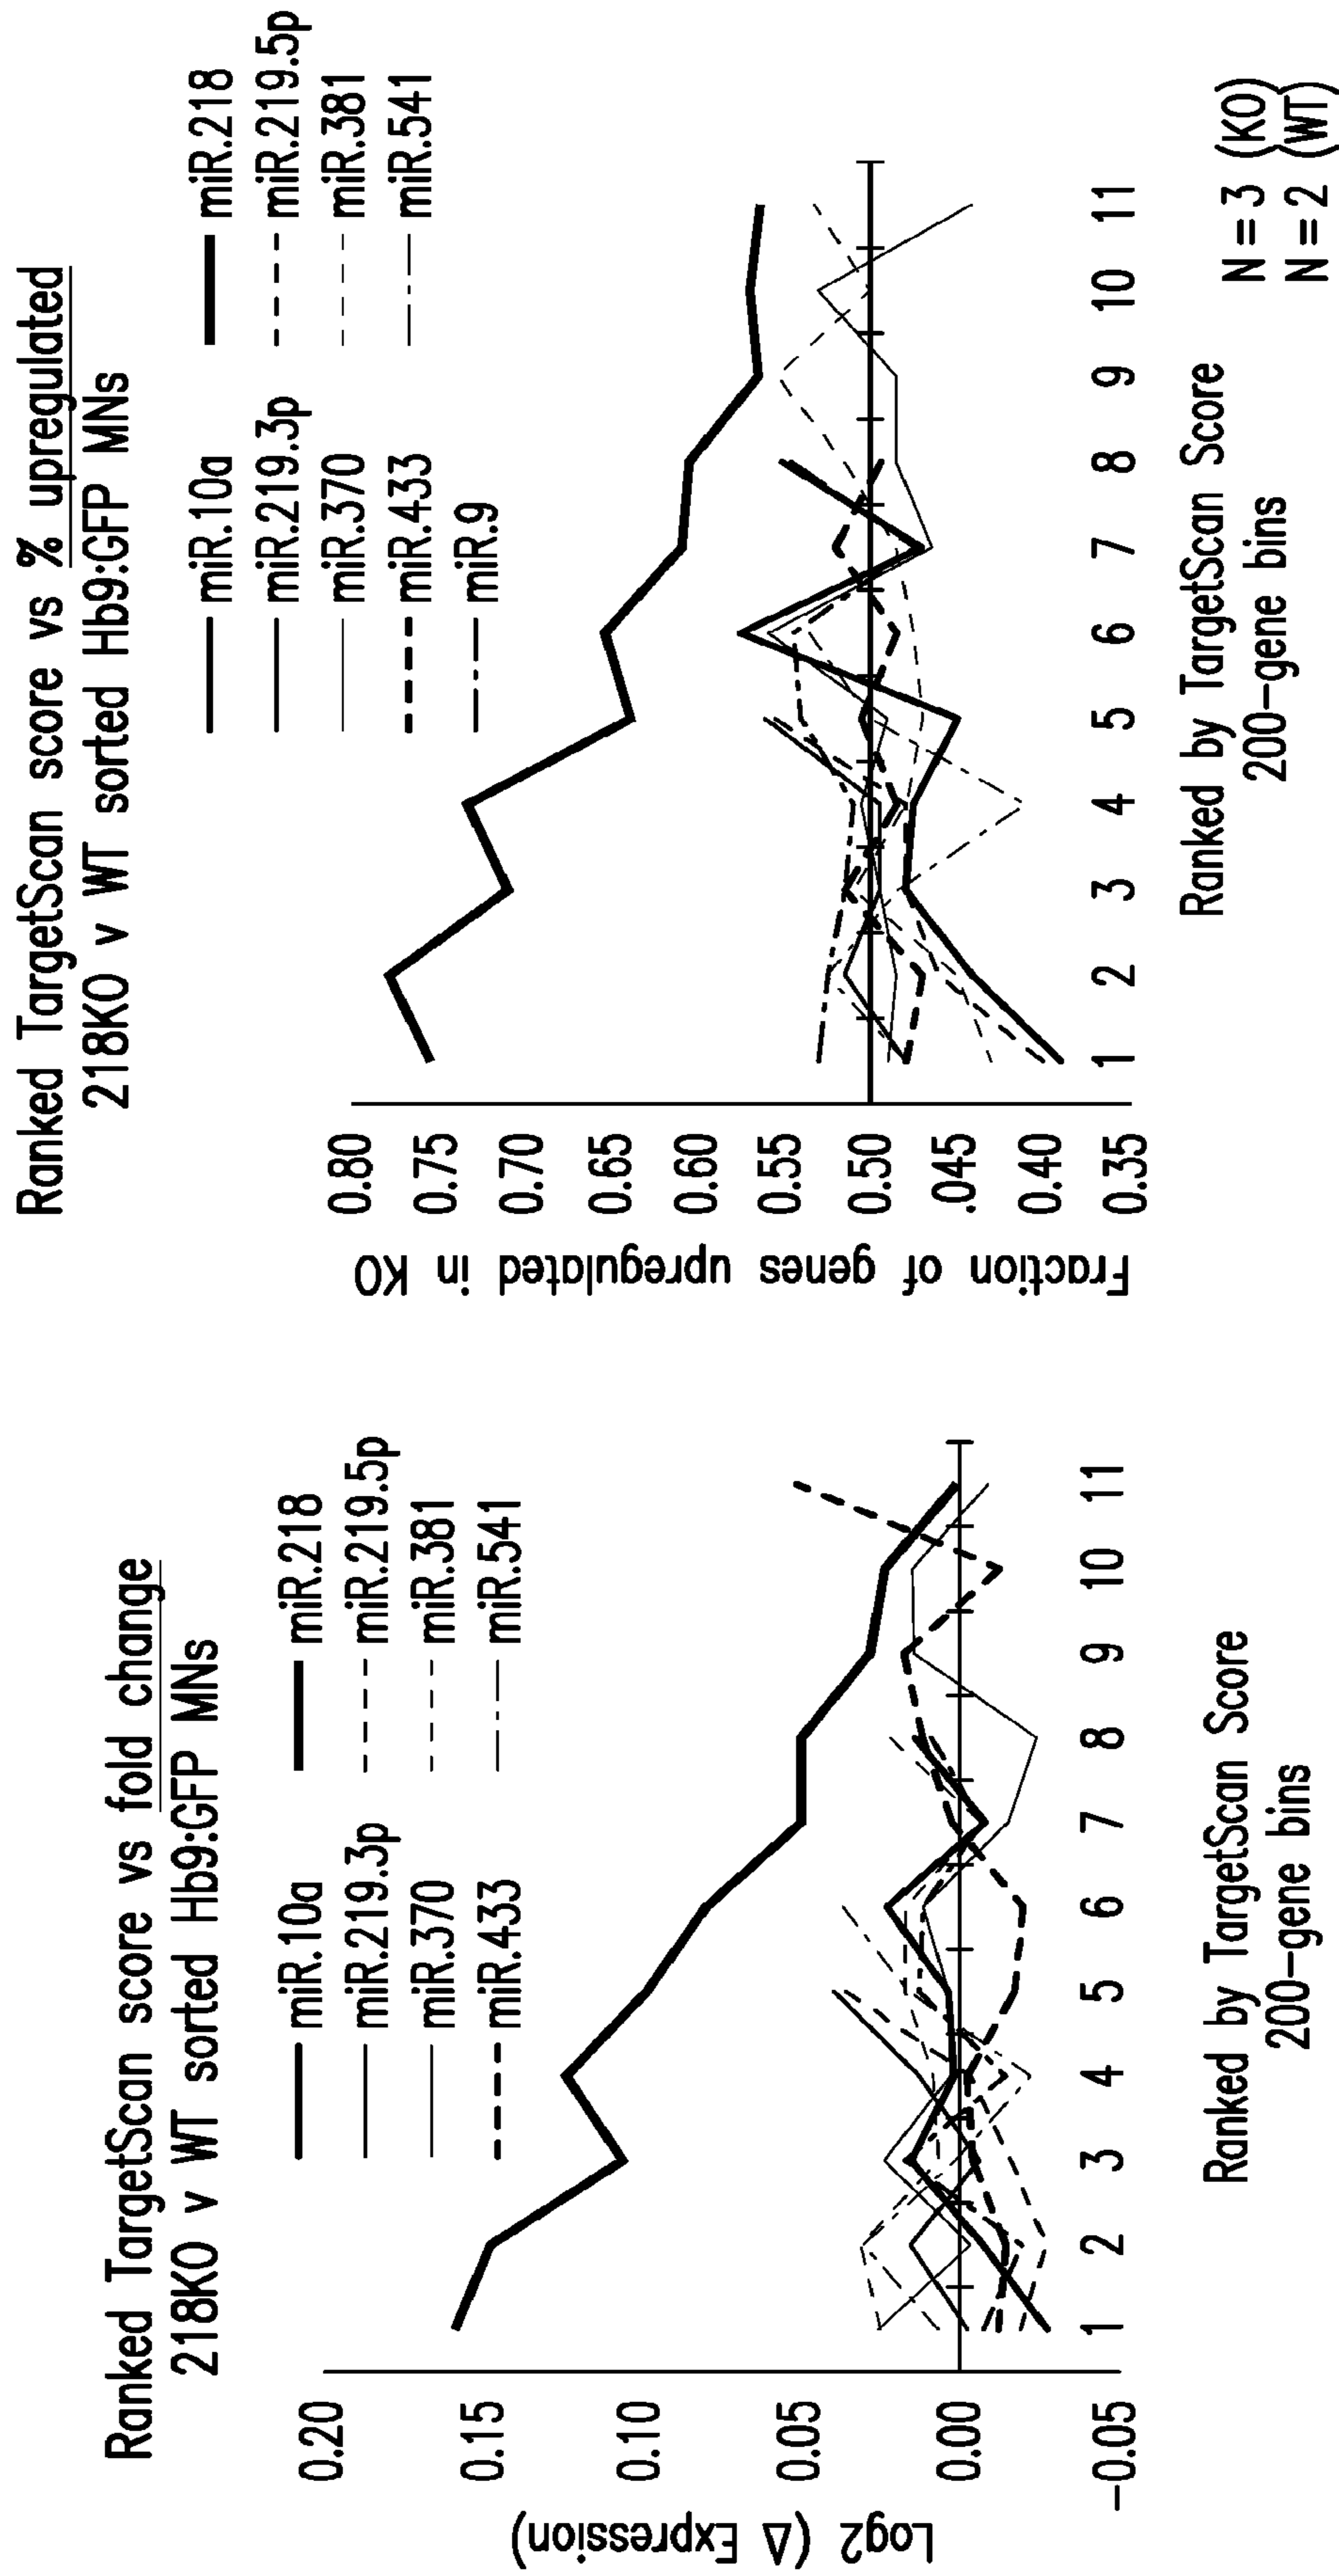 Ranked TargetScan score vs fold change
218KO v WT sorted Hb9:GFP MNs
miR.10a
miR.218
miR.219.3p
miR.219.5p
miR.370
miR.381
miR.433
miR.541
Log2 (Δ Expression)
0.20
0.15
0.10
0.05
0.00
-0.05
1 2 3 4 5 6 7 8 9 10 11
Ranked by TargetScan Score
200-gene bins
Ranked TargetScan score vs % upregulated
218KO v WT sorted Hb9:GFP MNs
miR.10a
miR.218
miR.219.3p
miR.219.5p
miR.370
miR.381
miR.433
miR.541
miR.9
Fraction of genes upregulated in KO
0.80
0.75
0.70
0.65
0.60
0.55
0.50
.045
0.40
0.35
1 2 3 4 5 6 7 8 9 10 11
Ranked by TargetScan Score
200-gene bins
N = 3 (KO)
N = 2 (WT)